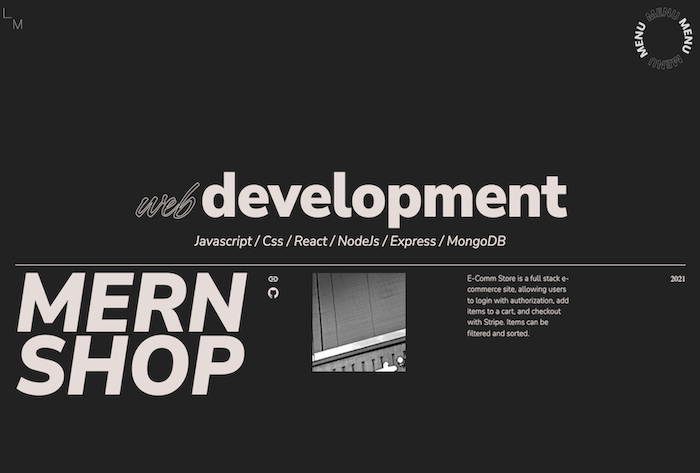 L
M
MENU MENU MENU MENU
web development
Javascript / Css / React / NodeJs / Express / MongoDB
MERN
SHOP
E-Comm Store is a full stack e-
commerce site, allowing users
to login with authorization, add
items to a cart, and checkout
with Stripe. Items can be
filtered and sorted.
2021